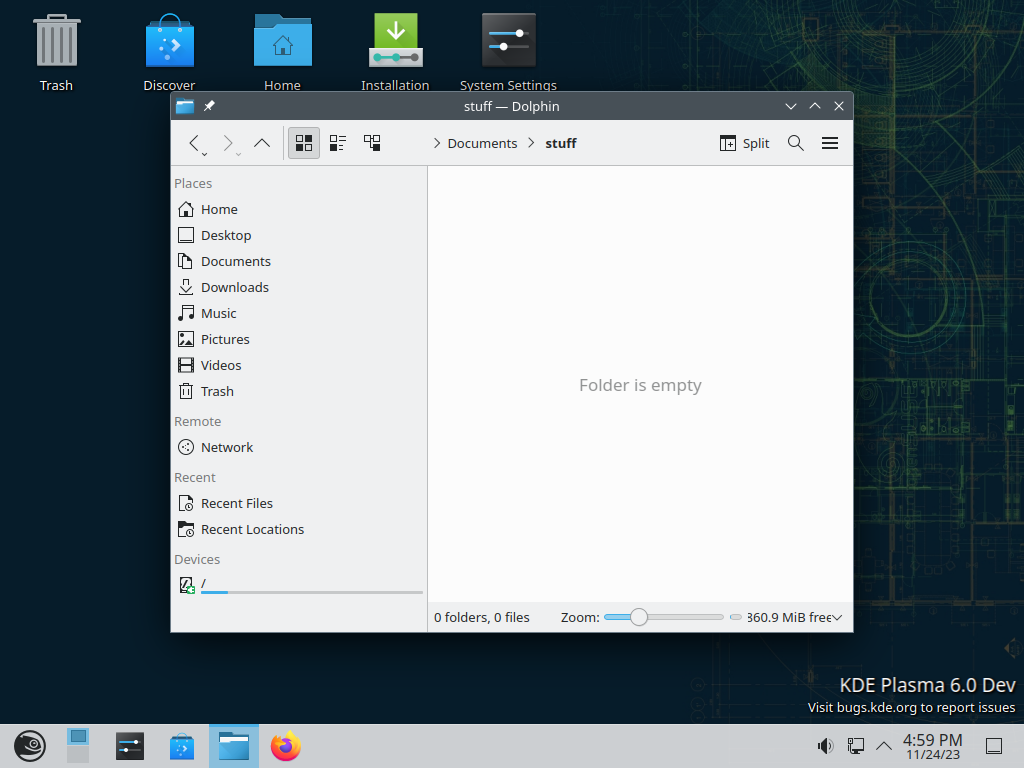 Trash
Discover
Home
Installation
System Settings
stuff — Dolphin
Documents
stuff
Split
Places
Home
Desktop
Documents
Downloads
Music
Pictures
Videos
Trash
Remote
Network
Recent
Recent Files
Recent Locations
Devices
/
Folder is empty
0 folders, 0 files
Zoom:
860.9 MiB free
KDE Plasma 6.0 Dev
Visit bugs.kde.org to report issues
4:59 PM
11/24/23